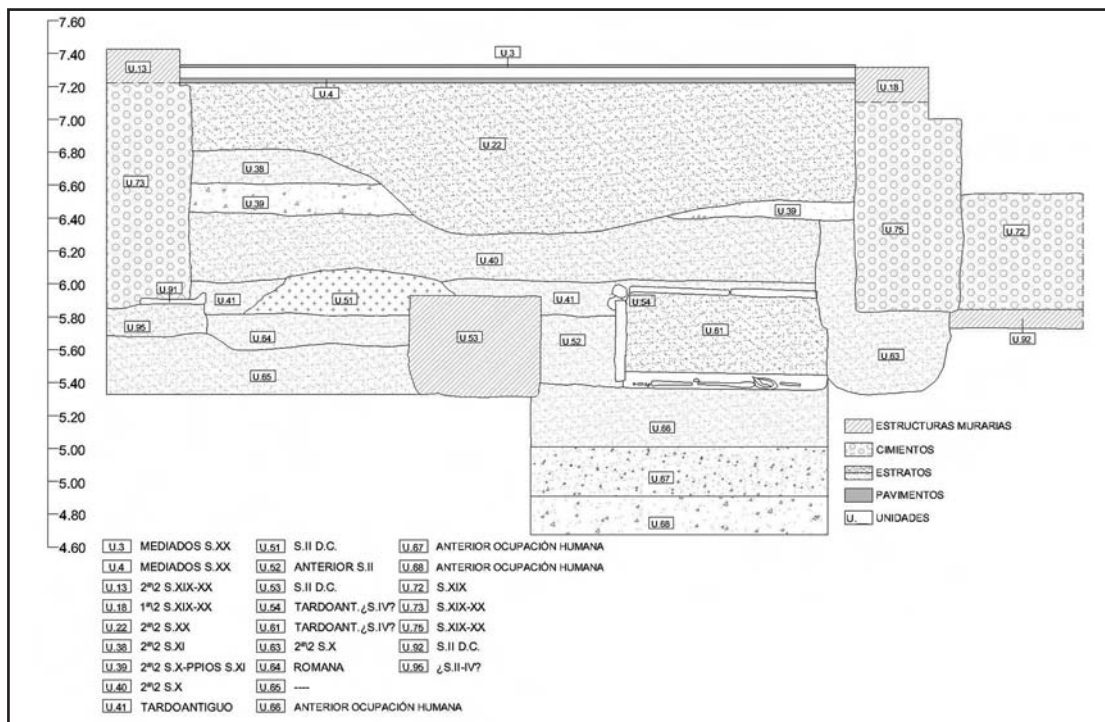 7.60
7.40
7.20
7.00
6.80
6.60
6.40
6.20
6.00
5.80
5.60
5.40
5.20
5.00
4.80
4.60
U.3
U.13
U.4
U.18
U.22
U.38
U.73
U.39
U.39
U.75
U.72
U.40
U.91
U.41
U.51
U.41
U.54
U.95
U.64
U.53
U.52
U.61
U.92
U.63
U.65
U.66
U.67
U.68
ESTRUCTURAS MURARIAS
CIMIENTOS
ESTRATOS
PAVIMENTOS
U. UNIDADES
U.3 MEDIADOS S.XX
U.4 MEDIADOS S.XX
U.13 2ª\2 S.XIX-XX
U.18 1ª\2 S.XIX-XX
U.22 2ª\2 S.XX
U.38 2ª\2 S.XI
U.39 2ª\2 S.X-PPIOS S.XI
U.40 2ª\2 S.X
U.41 TARDOANTIGUO
U.51 S.II D.C.
U.52 ANTERIOR S.II
U.53 S.II D.C.
U.54 TARDOANT.¿S.IV?
U.61 TARDOANT.¿S.IV?
U.63 2ª\2 S.X
U.64 ROMANA
U.65 ----
U.66 ANTERIOR OCUPACIÓN HUMANA
U.67 ANTERIOR OCUPACIÓN HUMANA
U.68 ANTERIOR OCUPACIÓN HUMANA
U.72 S.XIX
U.73 S.XIX-XX
U.75 S.XIX-XX
U.92 S.II D.C.
U.95 ¿S.II-IV?